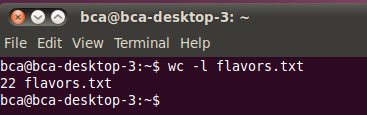 bca@bca-desktop-3: ~
File Edit View Terminal Help
bca@bca-desktop-3:~$ wc -l flavors.txt
22 flavors.txt
bca@bca-desktop-3:~$